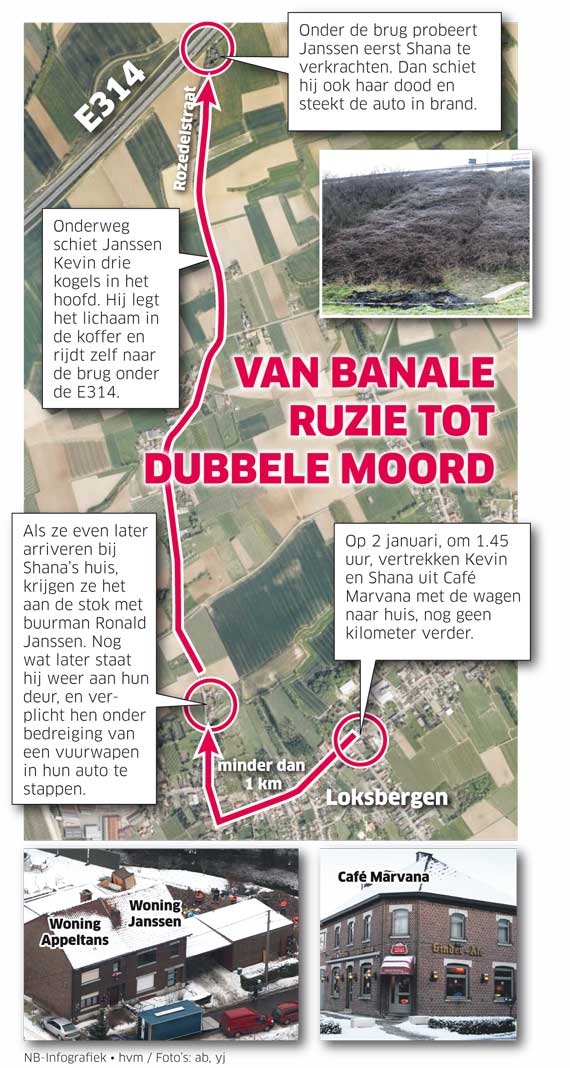 Onder de brug probeert
Janssen eerst Shana te
verkrachten. Dan schiet
hij ook haar dood en
steekt de auto in brand.
E314
Rozedelstraat
Onderweg
schiet Janssen
Kevin drie
kogels in het
hoofd. Hij legt
het lichaam in
de koffer en
rijdt zelf naar
de brug onder
de E314.
VAN BANALE
RUZIE TOT
DUBBELE MOORD
Als ze even later
arriveren bij
Shana's huis,
krijgen ze het
aan de stok met
buurman Ronald
Janssen. Nog
wat later staat
hij weer aan hun
deur, en ver-
plicht hen onder
bedreiging van
een vuurwapen
in hun auto te
stappen.
Op 2 januari, om 1.45
uur, vertrekken Kevin
en Shana uit Café
Marvana met de wagen
naar huis, nog geen
kilometer verder.
minder dan
1 km
Loksbergen
Woning
Appeltans
Woning
Janssen
Café Marvana
Ginder-Ale
NB-Infografiek • hvm / Foto's: ab, yj